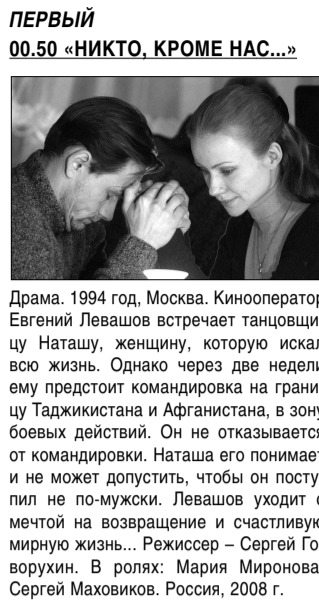 ПЕРВЫЙ
00.50 «НИКТО, КРОМЕ НАС...»
Драма. 1994 год, Москва. Кинооператор
Евгений Левашов встречает танцовщи-
цу Наташу, женщину, которую искал
всю жизнь. Однако через две недели
ему предстоит командировка на грани-
цу Таджикистана и Афганистана, в зону
боевых действий. Он не отказывается
от командировки. Наташа его понимает
и не может допустить, чтобы он посту-
пил не по-мужски. Левашов уходит с
мечтой на возвращение и счастливую
мирную жизнь... Режиссер – Сергей Го-
ворухин. В ролях: Мария Миронова,
Сергей Маховиков. Россия, 2008 г.